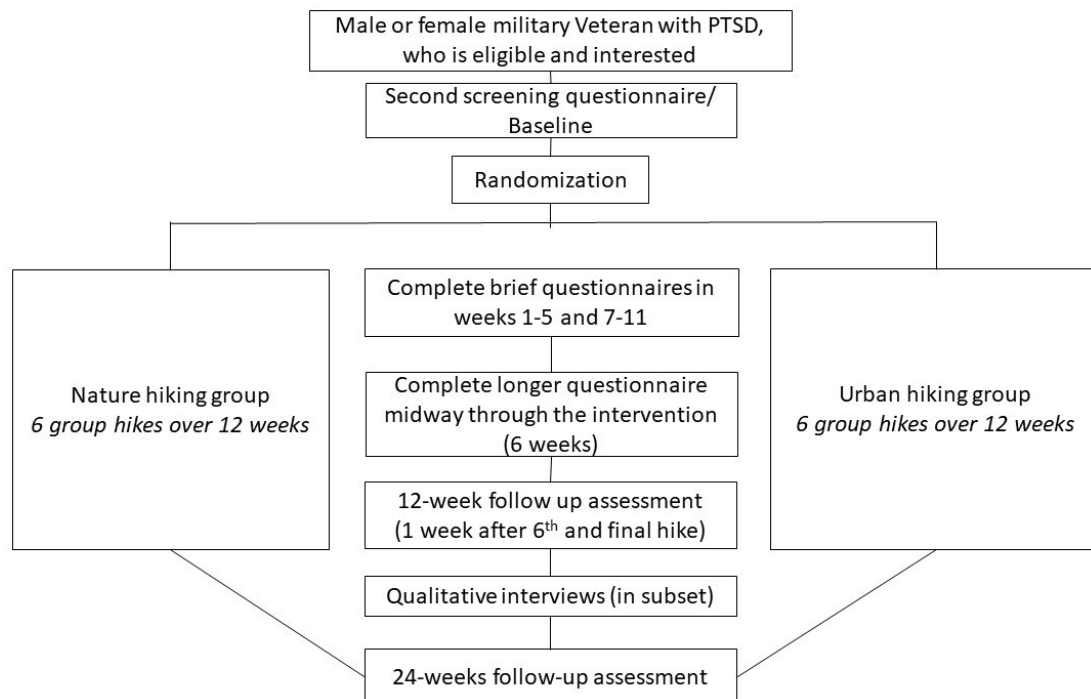 Male or female military Veteran with PTSD,
who is eligible and interested
Second screening questionnaire/
Baseline
Randomization
Nature hiking group
6 group hikes over 12 weeks
Complete brief questionnaires in
weeks 1-5 and 7-11
Complete longer questionnaire
midway through the intervention
(6 weeks)
12-week follow up assessment
(1 week after 6th and final hike)
Qualitative interviews (in subset)
Urban hiking group
6 group hikes over 12 weeks
24-weeks follow-up assessment